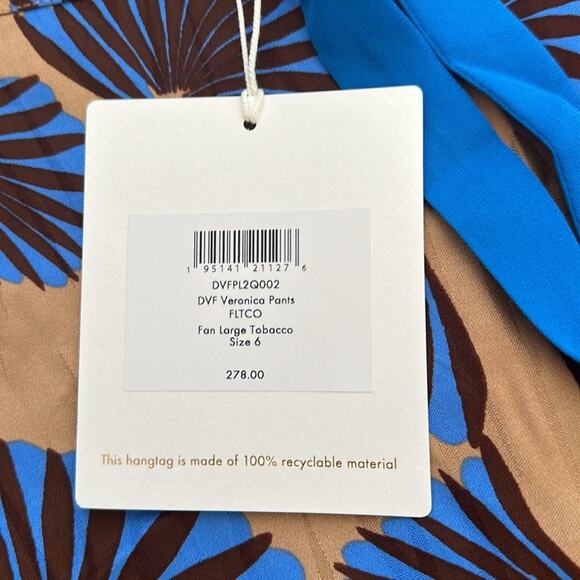 1 95141 21127 6
DVFPL2Q002
DVF Veronica Pants
FLTCO
Fan Large Tobacco
Size 6
278.00
This hangtag is made of 100% recyclable material